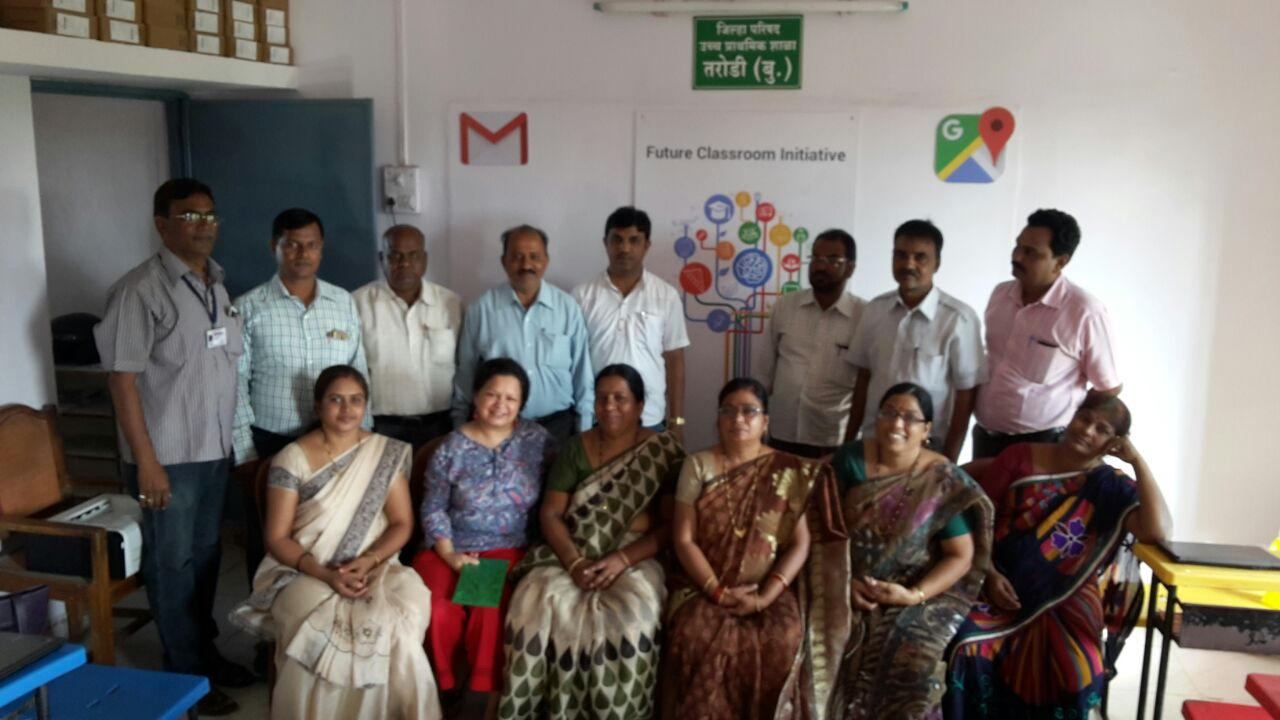 जिल्हा परिषद
उच्च प्राथमिक शाळा
तरोडी (बु.)
Future Classroom Initiative
G